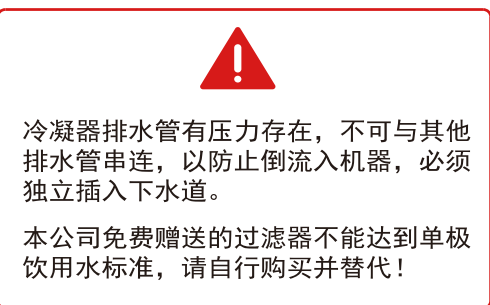 冷凝器排水管有压力存在，不可与其他
排水管串连，以防止倒流入机器，必须
独立插入下水道。
本公司免费赠送的过滤器不能达到单极
饮用水标准，请自行购买并替代！